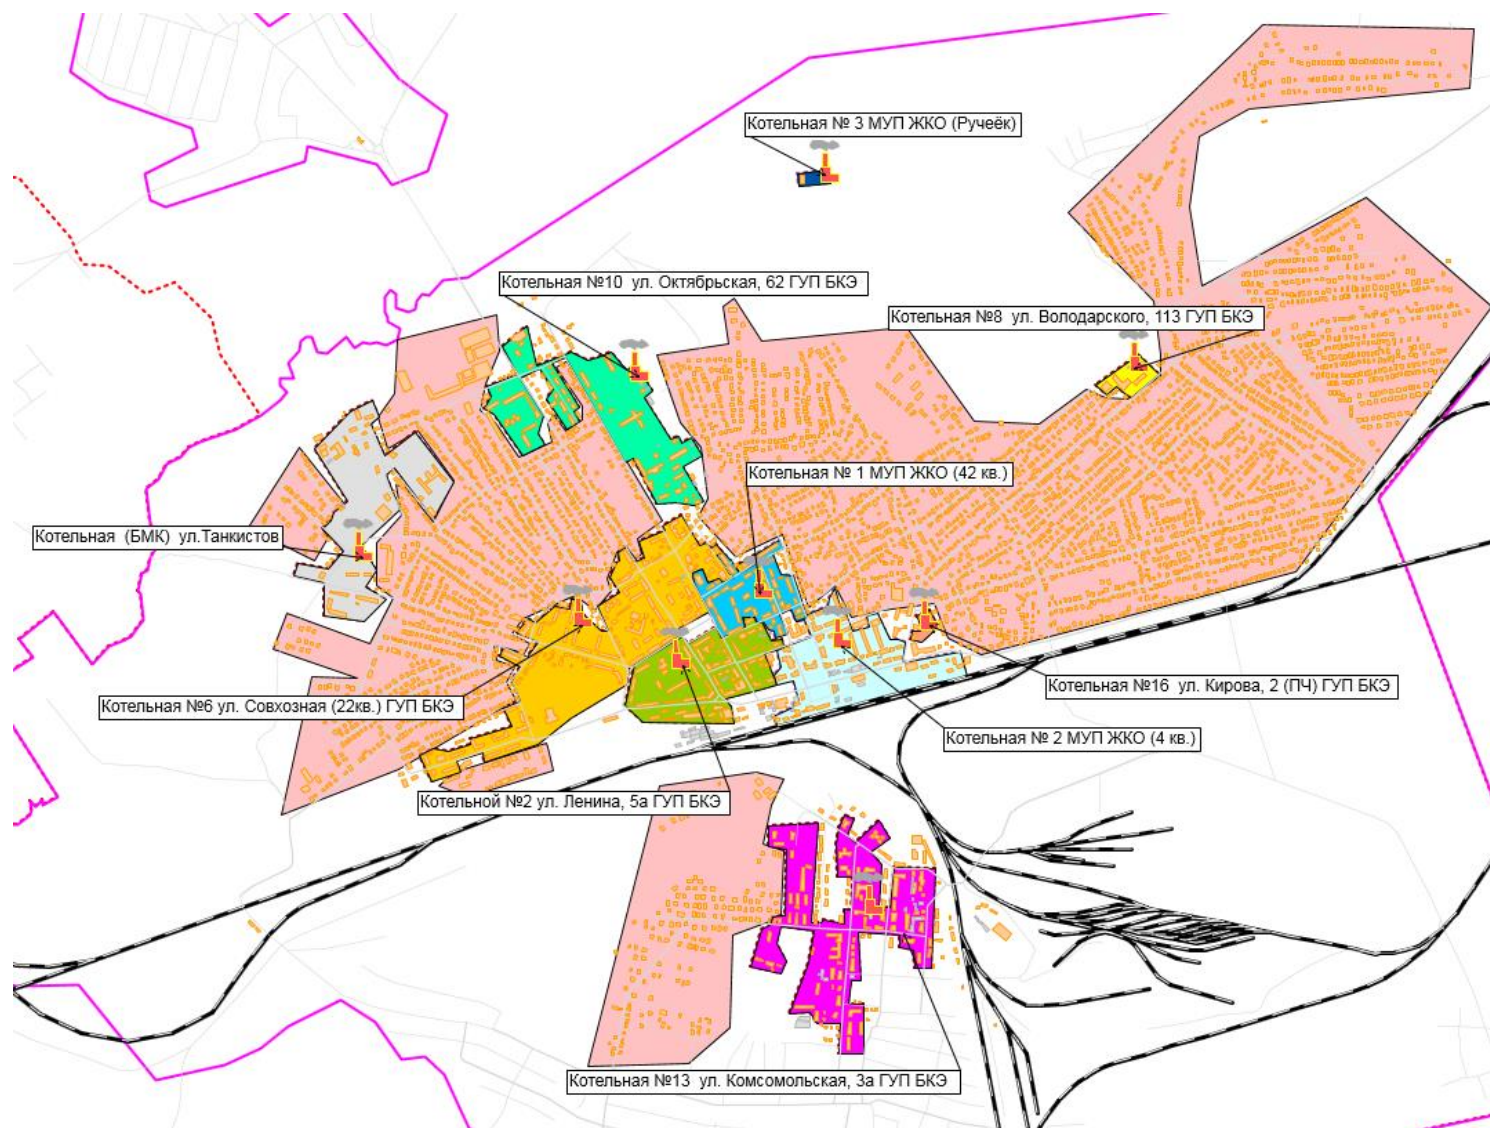 Котельная № 3 МУП ЖКО (Ручеёк)
Котельная №10 ул. Октябрьская, 62 ГУП БКЭ
Котельная №8 ул. Володарского, 113 ГУП БКЭ
Котельная № 1 МУП ЖКО (42 кв.)
Котельная (БМК) ул.Танкистов
Котельная №16 ул. Кирова, 2 (ПЧ) ГУП БКЭ
Котельная №6 ул. Совхозная (22кв.) ГУП БКЭ
Котельная № 2 МУП ЖКО (4 кв.)
Котельной №2 ул. Ленина, 5а ГУП БКЭ
Котельная №13 ул. Комсомольская, 3а ГУП БКЭ